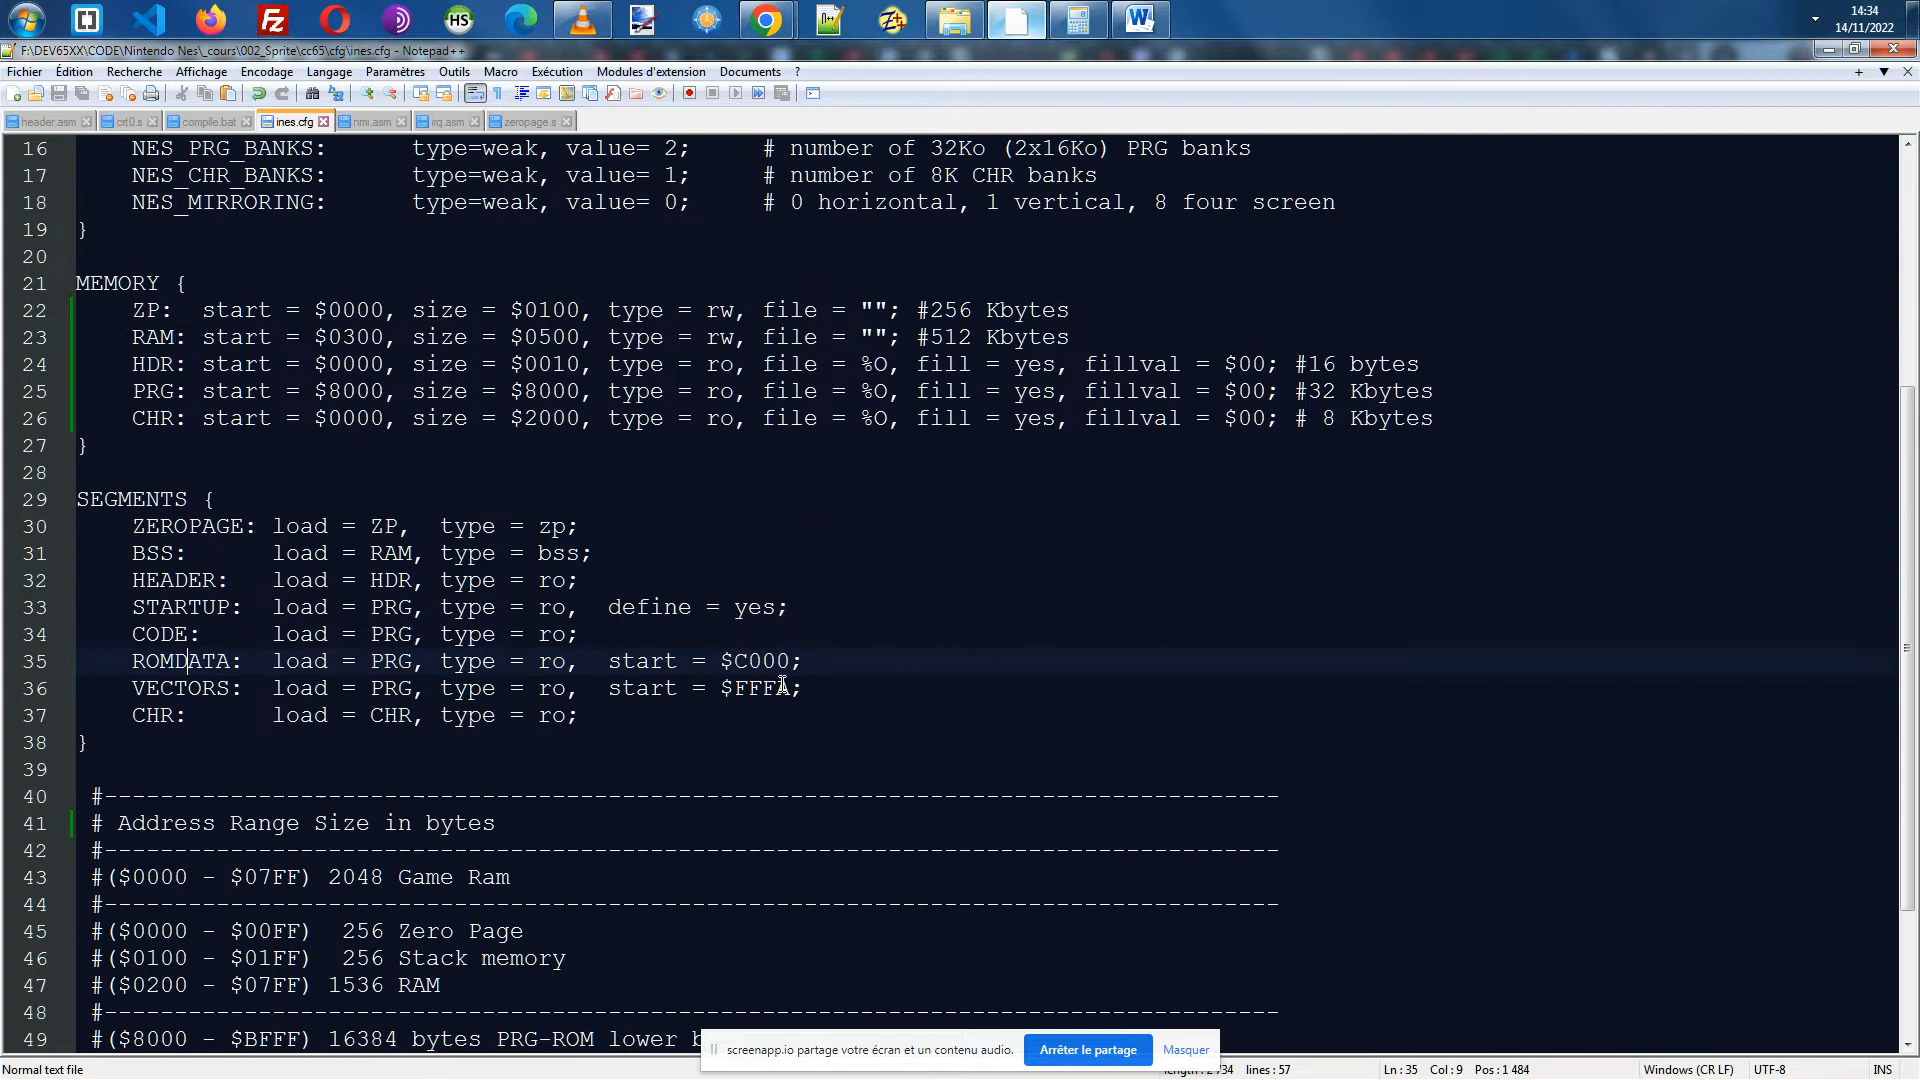 14:34
14/11/2022
F:\DEV65XX\CODE\Nintendo Nes\_cours\002_Sprite\cc65\cfg\ines.cfg - Notepad++
Fichier Édition Recherche Affichage Encodage Langage Paramètres Outils Macro Exécution Modules d'extension Documents ?
header.asm crt0.s compile.bat ines.cfg nmi.asm irq.asm zeropage.s
16 NES_PRG_BANKS: type=weak, value= 2; # number of 32Ko (2x16Ko) PRG banks
17 NES_CHR_BANKS: type=weak, value= 1; # number of 8K CHR banks
18 NES_MIRRORING: type=weak, value= 0; # 0 horizontal, 1 vertical, 8 four screen
19 }
20
21 MEMORY {
22 ZP: start = $0000, size = $0100, type = rw, file = ""; #256 Kbytes
23 RAM: start = $0300, size = $0500, type = rw, file = ""; #512 Kbytes
24 HDR: start = $0000, size = $0010, type = ro, file = %O, fill = yes, fillval = $00; #16 bytes
25 PRG: start = $8000, size = $8000, type = ro, file = %O, fill = yes, fillval = $00; #32 Kbytes
26 CHR: start = $0000, size = $2000, type = ro, file = %O, fill = yes, fillval = $00; # 8 Kbytes
27 }
28
29 SEGMENTS {
30 ZEROPAGE: load = ZP, type = zp;
31 BSS: load = RAM, type = bss;
32 HEADER: load = HDR, type = ro;
33 STARTUP: load = PRG, type = ro, define = yes;
34 CODE: load = PRG, type = ro;
35 ROMDATA: load = PRG, type = ro, start = $C000;
36 VECTORS: load = PRG, type = ro, start = $FFFA;
37 CHR: load = CHR, type = ro;
38 }
39
40 #------------------------------------------------------------------------------------
41 # Address Range Size in bytes
42 #------------------------------------------------------------------------------------
43 #($0000 - $07FF) 2048 Game Ram
44 #------------------------------------------------------------------------------------
45 #($0000 - $00FF) 256 Zero Page
46 #($0100 - $01FF) 256 Stack memory
47 #($0200 - $07FF) 1536 RAM
48 #------------------------------------------------------------------------------------
49 #($8000 - $BFFF) 16384 bytes PRG-ROM lower
screenapp.io partage votre écran et un contenu audio. Arrêter le partage Masquer
Normal text file lines : 57 Ln : 35 Col : 9 Pos : 1 484 Windows (CR LF) UTF-8 INS